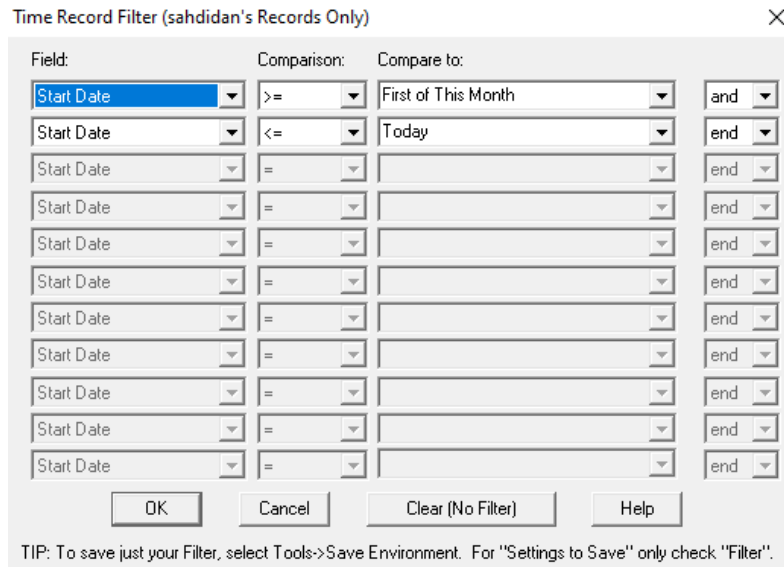 Time Record Filter (sahdidan's Records Only)
Field: Comparison: Compare to:
Start Date >= First of This Month and
Start Date <= Today end
Start Date = end
Start Date = end
Start Date = end
Start Date = end
Start Date = end
Start Date = end
Start Date = end
Start Date = end
Start Date = end
OK Cancel Clear (No Filter) Help
TIP: To save just your Filter, select Tools->Save Environment. For "Settings to Save" only check "Filter".